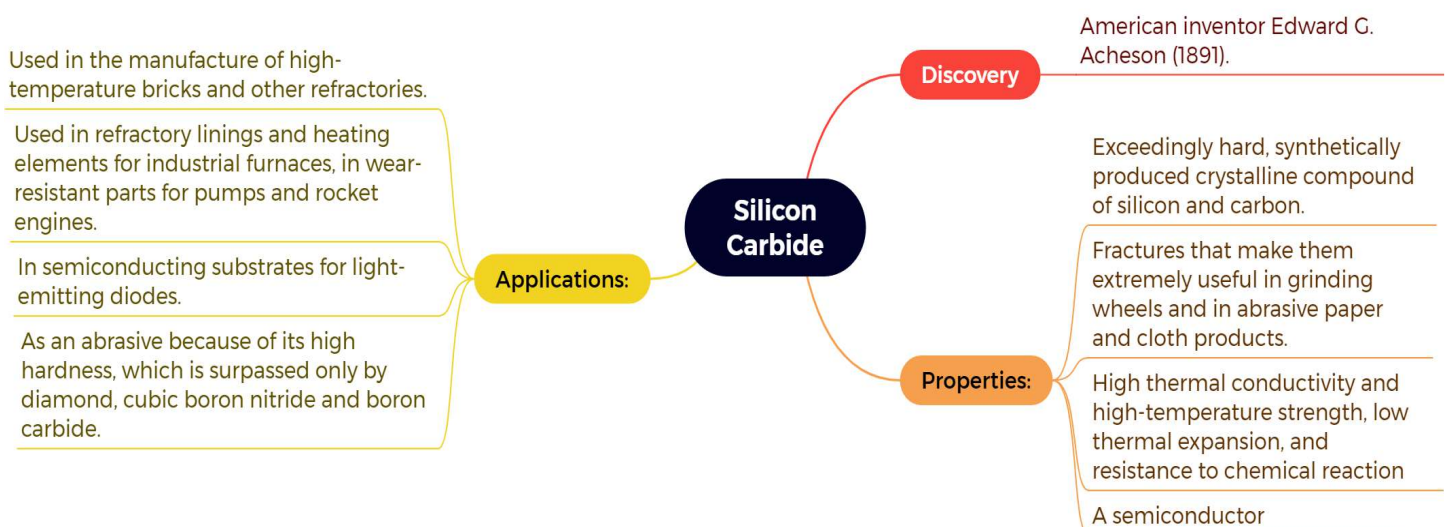 Silicon
Carbide
Discovery
American inventor Edward G.
Acheson (1891).
Properties:
Exceedingly hard, synthetically
produced crystalline compound
of silicon and carbon.
Fractures that make them
extremely useful in grinding
wheels and in abrasive paper
and cloth products.
High thermal conductivity and
high-temperature strength, low
thermal expansion, and
resistance to chemical reaction
A semiconductor
Applications:
Used in the manufacture of high-
temperature bricks and other refractories.
Used in refractory linings and heating
elements for industrial furnaces, in wear-
resistant parts for pumps and rocket
engines.
In semiconducting substrates for light-
emitting diodes.
As an abrasive because of its high
hardness, which is surpassed only by
diamond, cubic boron nitride and boron
carbide.